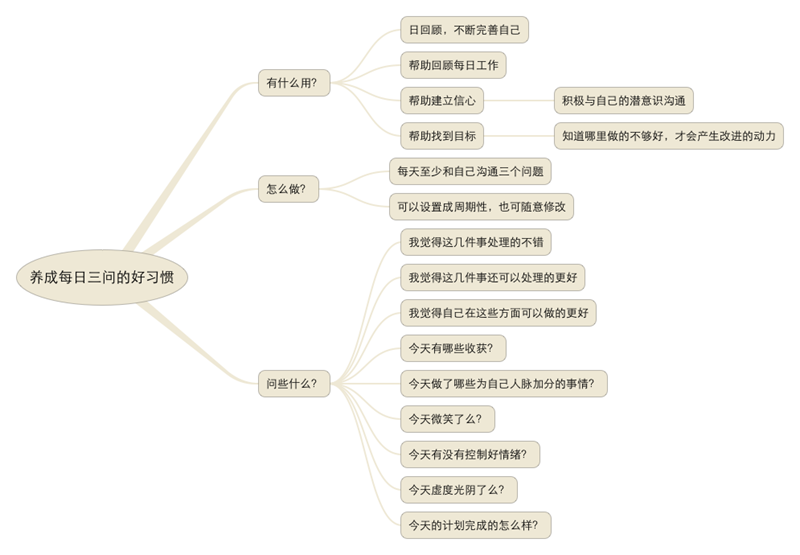 养成每日三问的好习惯
有什么用?
日回顾，不断完善自己
帮助回顾每日工作
帮助建立信心
积极与自己的潜意识沟通
帮助找到目标
知道哪里做的不够好，才会产生改进的动力
怎么做?
每天至少和自己沟通三个问题
可以设置成周期性，也可随意修改
问些什么?
我觉得这几件事处理的不错
我觉得这几件事还可以处理的更好
我觉得自己在这些方面可以做的更好
今天有哪些收获?
今天做了哪些为自己人脉加分的事情?
今天微笑了么?
今天有没有控制好情绪?
今天虚度光阴了么?
今天的计划完成的怎么样?